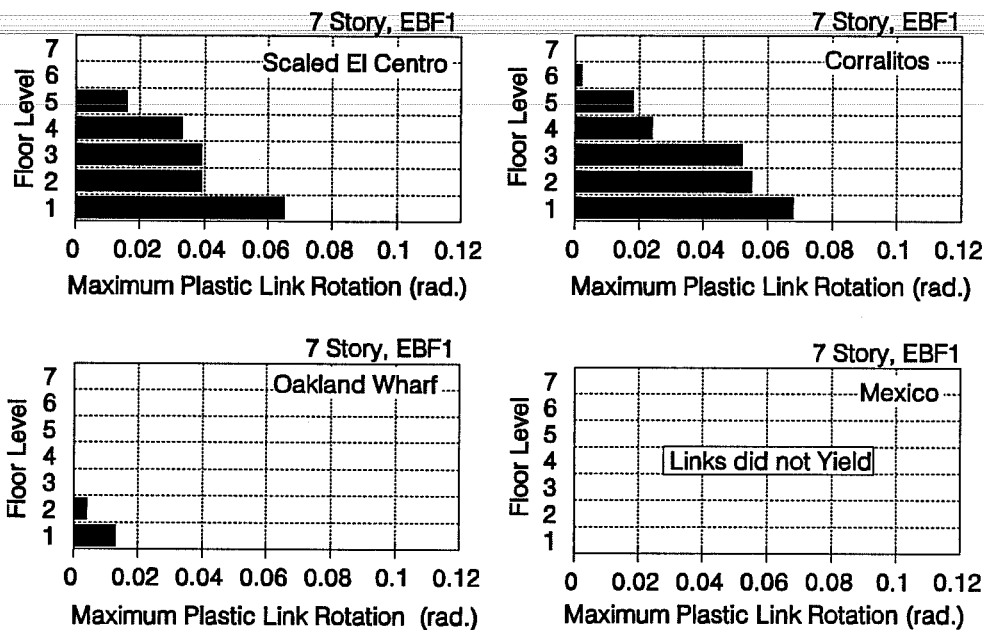 7 Story, EBF1
Scaled El Centro
Floor Level
7
6
5
4
3
2
1
0 0.02 0.04 0.06 0.08 0.1 0.12
Maximum Plastic Link Rotation (rad.)
7 Story, EBF1
Corralitos
Floor Level
7
6
5
4
3
2
1
0 0.02 0.04 0.06 0.08 0.1 0.12
Maximum Plastic Link Rotation (rad.)
7 Story, EBF1
Oakland Wharf
Floor Level
7
6
5
4
3
2
1
0 0.02 0.04 0.06 0.08 0.1 0.12
Maximum Plastic Link Rotation (rad.)
7 Story, EBF1
Mexico
Floor Level
7
6
5
4
3
2
1
Links did not Yield
0 0.02 0.04 0.06 0.08 0.1 0.12
Maximum Plastic Link Rotation (rad.)